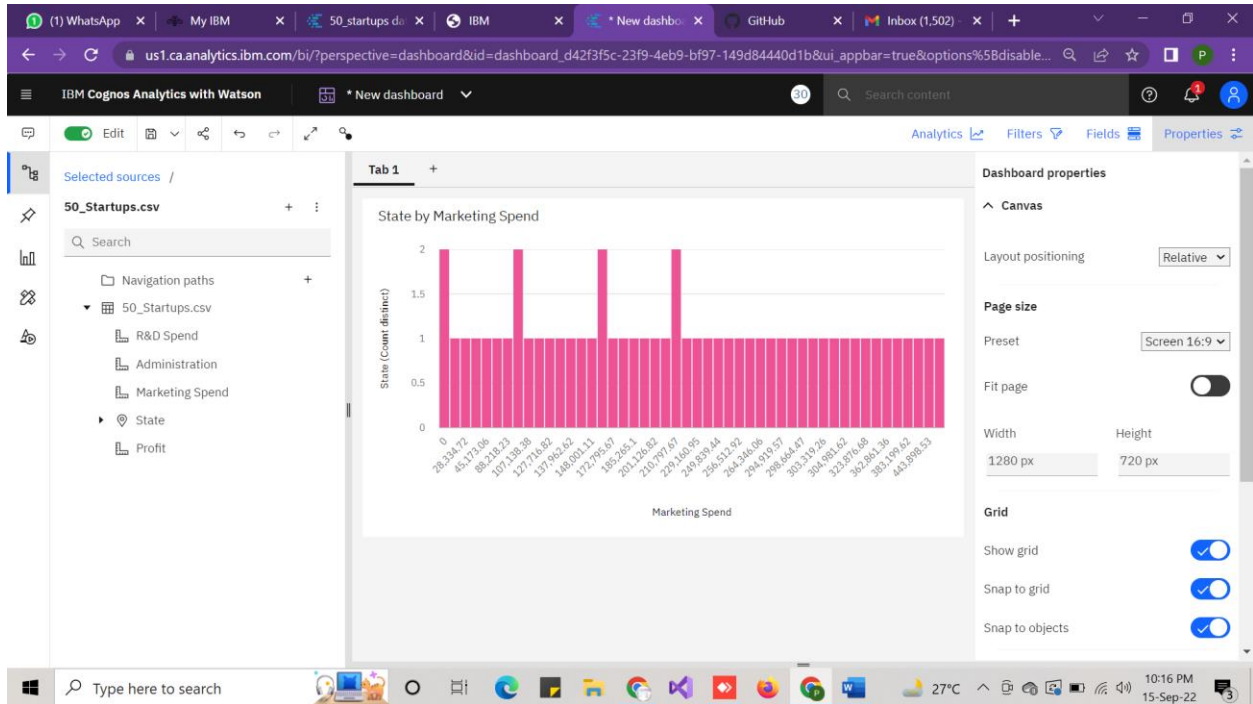 (1) WhatsApp
My IBM
50_startups da
IBM
* New dashbo
GitHub
Inbox (1,502) -
us1.ca.analytics.ibm.com/bi/?perspective=dashboard&id=dashboard_d42f3f5c-23f9-4eb9-bf97-149d84440d1b&ui_appbar=true&options%5Bdisable...
P
IBM Cognos Analytics with Watson
* New dashboard
30
Search content
1
Edit
Analytics
Filters
Fields
Properties
Selected sources /
50_Startups.csv
Search
Navigation paths
50_Startups.csv
R&D Spend
Administration
Marketing Spend
State
Profit
Tab 1
State by Marketing Spend
State (Count distinct)
2
1.5
1
0.5
0
0
28,334.72
45,173.06
88,218.23
107,138.38
127,716.82
137,962.62
148,001.11
172,795.67
185,265.1
201,126.82
210,797.67
229,160.95
249,839.44
256,512.92
264,346.06
294,919.57
298,664.47
303,319.26
304,981.62
323,876.68
362,861.36
383,199.62
443,898.53
Marketing Spend
Dashboard properties
Canvas
Layout positioning
Relative
Page size
Preset
Screen 16:9
Fit page
Width
Height
1280 px
720 px
Grid
Show grid
Snap to grid
Snap to objects
Type here to search
27°C
10:16 PM
15-Sep-22
3